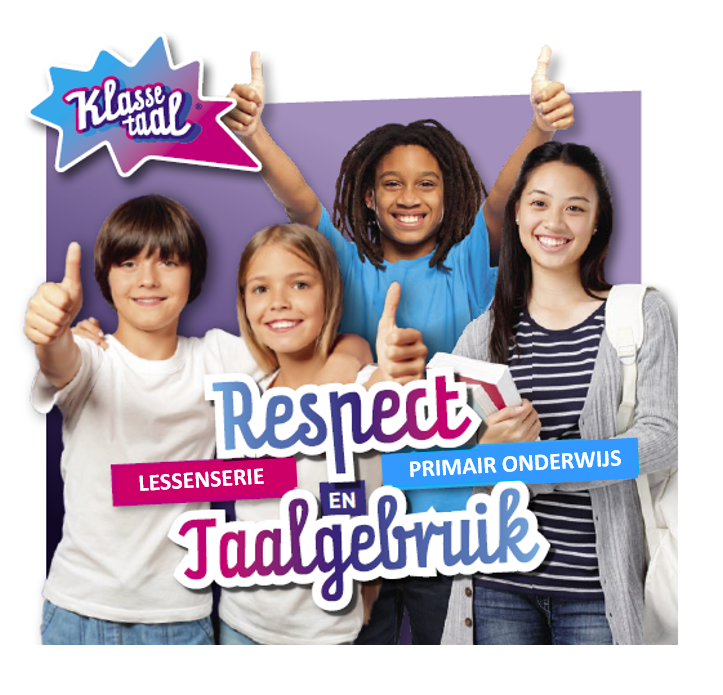 Klasse
taal®
Respect
LESSENSERIE
PRIMAIR ONDERWIJS
EN
Taalgebruik